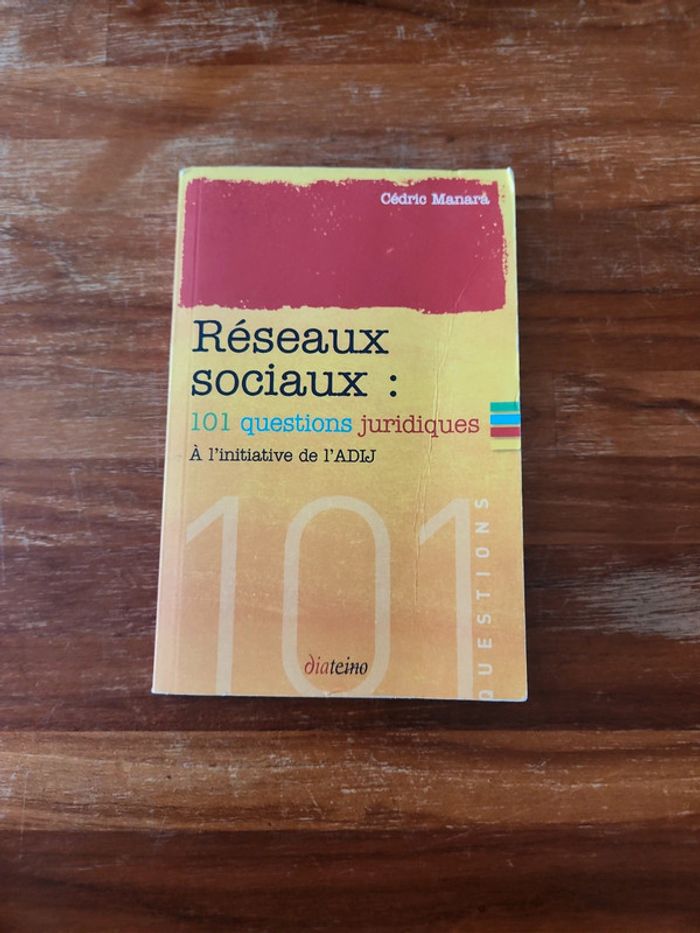 Cédric Manara
Réseaux
sociaux :
101 questions juridiques
À l'initiative de l'ADIJ
101
QUESTIONS
diateino